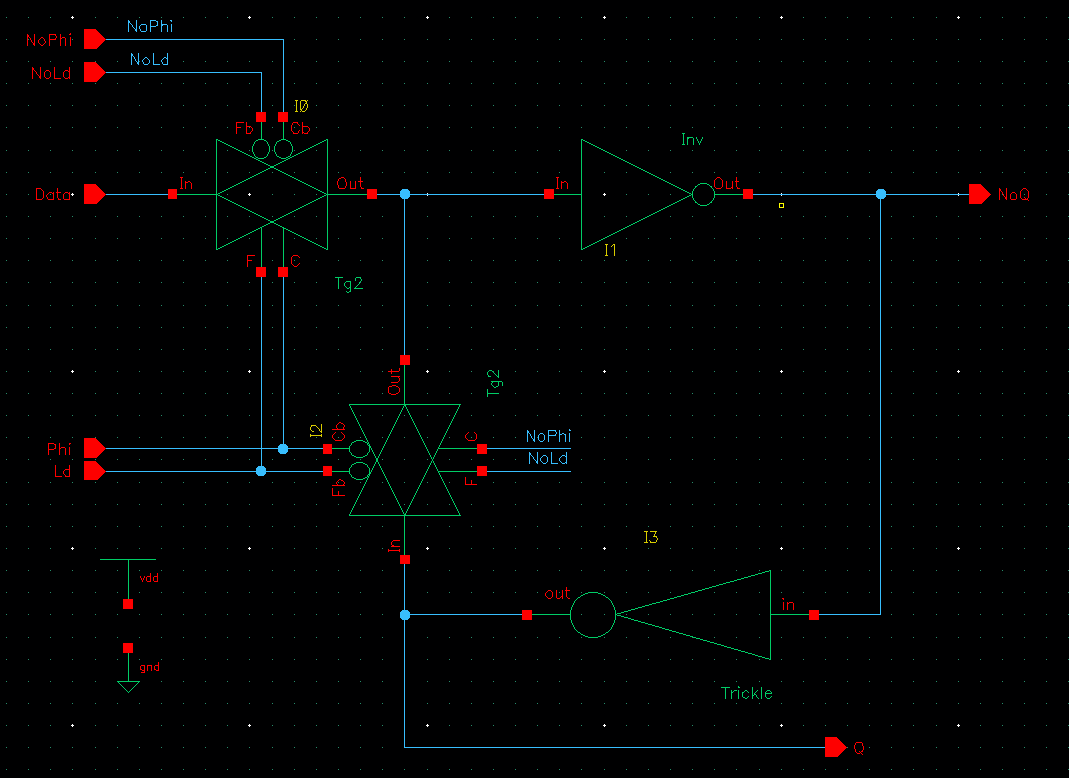 NoPhi
NoPhi
NoLd
NoLd
I0
Fb Cb
Inv
Data In Out In Out NoQ
I1
F C
Tg2
Out
Tg2
I2
Cb
C
NoPhi
Phi
NoLd
Ld
Fb
F
In
I3
vdd
out in
gnd
Trickle
Q